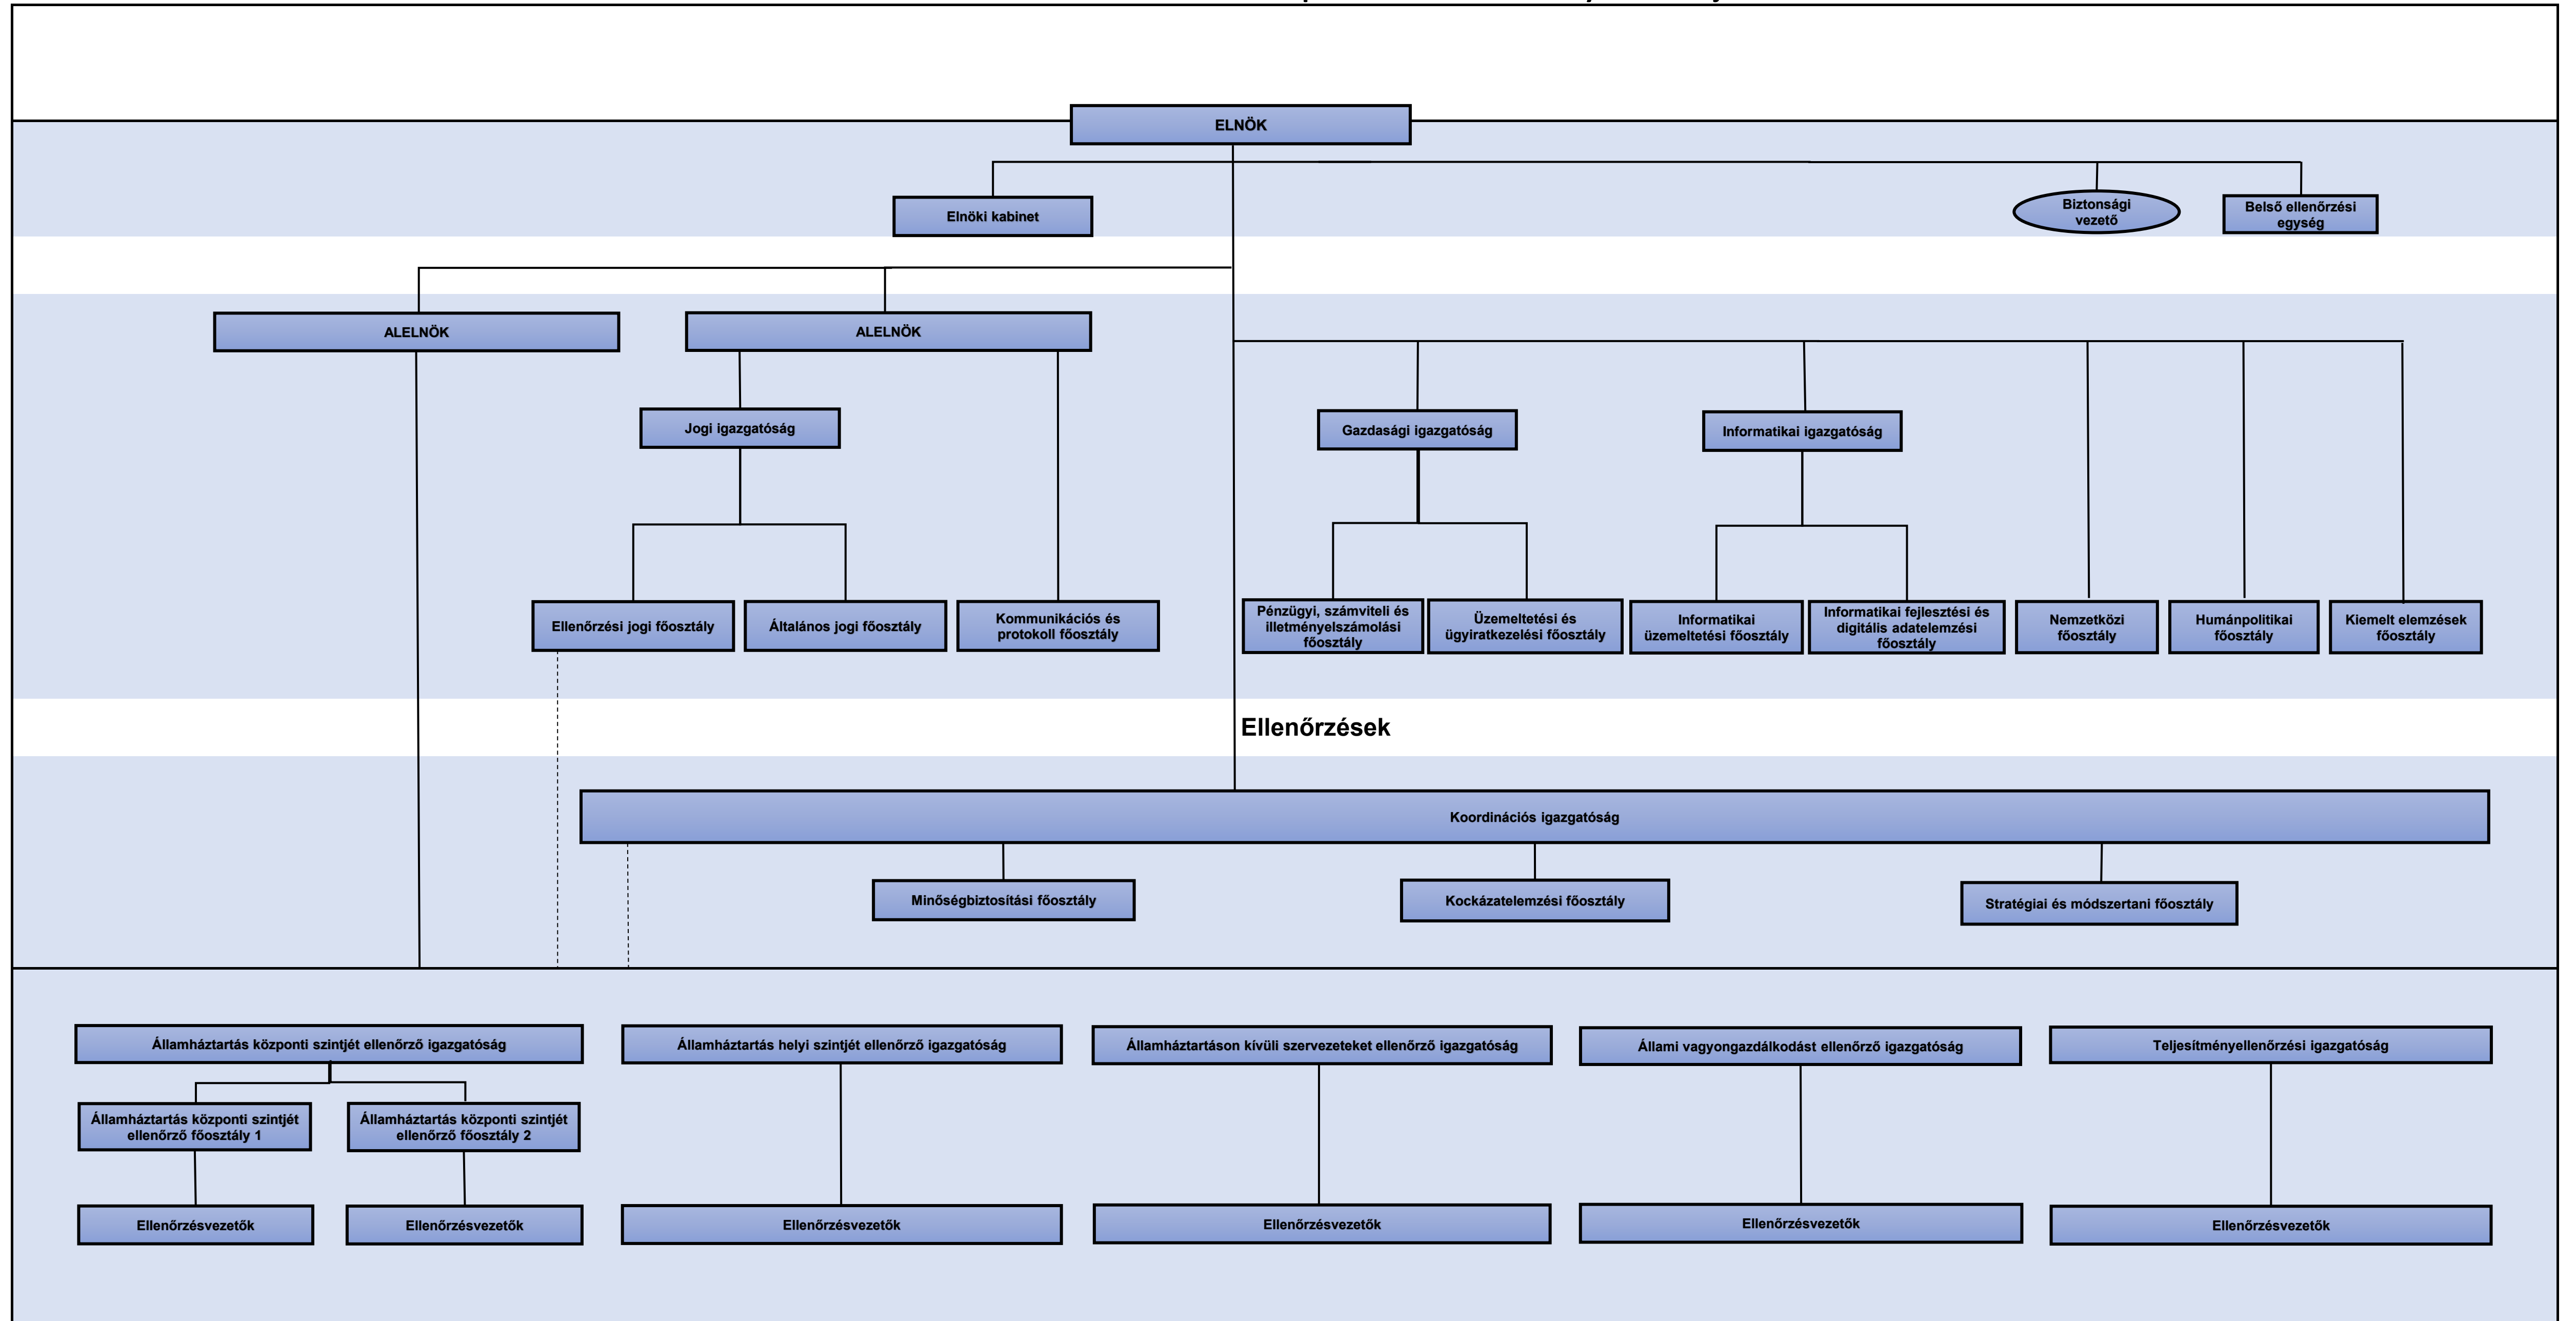 ELNÖK
Elnöki kabinet
Biztonsági
vezető
Belső ellenőrzési
egység
ALELNÖK
ALELNÖK
Jogi igazgatóság
Gazdasági igazgatóság
Informatikai igazgatóság
Ellenőrzési jogi főosztály
Általános jogi főosztály
Kommunikációs és
protokoll főosztály
Pénzügyi, számviteli és
illetményelszámolási
főosztály
Üzemeltetési és
ügyiratkezelési főosztály
Informatikai
üzemeltetési főosztály
Informatikai fejlesztési és
digitális adatelemzési
főosztály
Nemzetközi
főosztály
Humánpolitikai
főosztály
Kiemelt elemzések
főosztály
Ellenőrzések
Koordinációs igazgatóság
Minőségbiztosítási főosztály
Kockázatelemzési főosztály
Stratégiai és módszertani főosztály
Államháztartás központi szintjét ellenőrző igazgatóság
Államháztartás helyi szintjét ellenőrző igazgatóság
Államháztartáson kívüli szervezeteket ellenőrző igazgatóság
Állami vagyongazdálkodást ellenőrző igazgatóság
Teljesítményellenőrzési igazgatóság
Államháztartás központi szintjét
ellenőrző főosztály 1
Államháztartás központi szintjét
ellenőrző főosztály 2
Ellenőrzésvezetők
Ellenőrzésvezetők
Ellenőrzésvezetők
Ellenőrzésvezetők
Ellenőrzésvezetők
Ellenőrzésvezetők